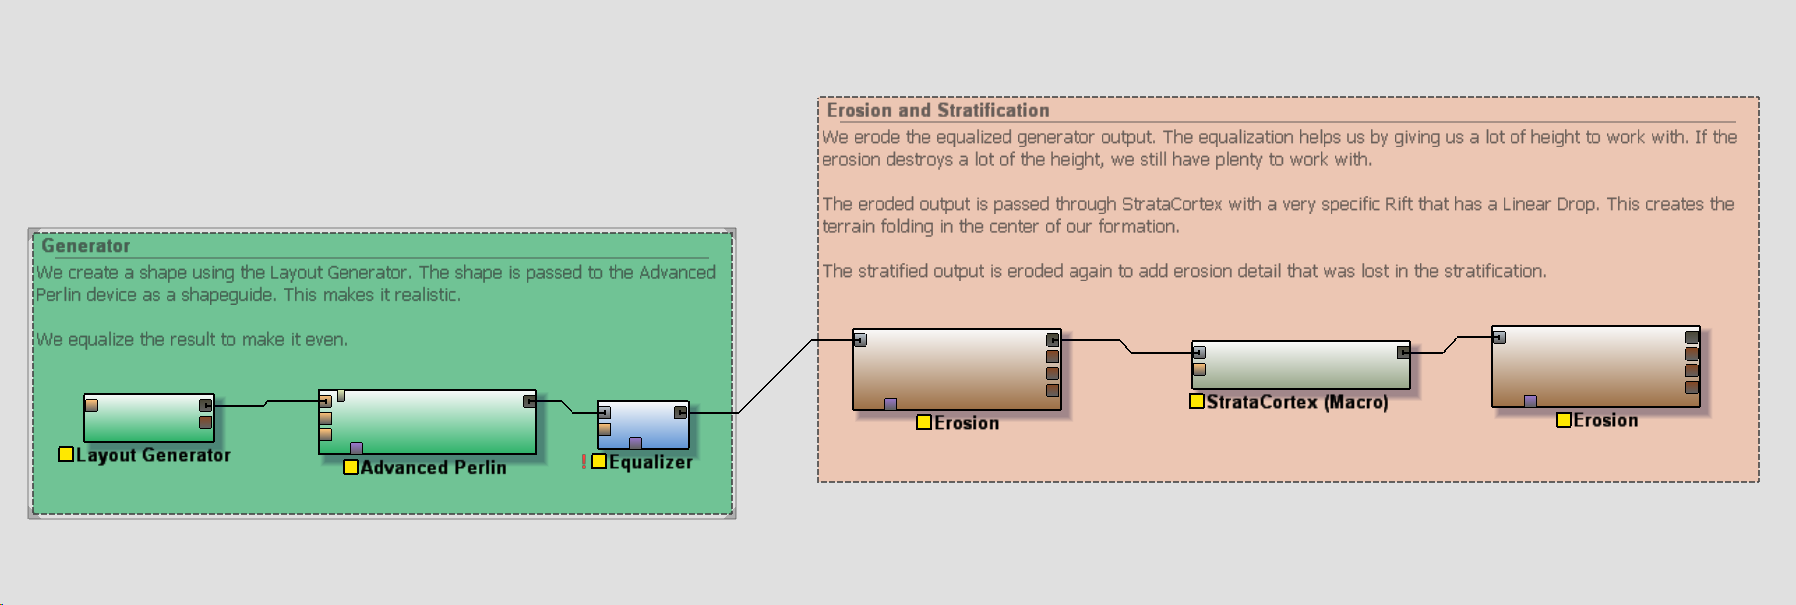 Generator
We create a shape using the Layout Generator. The shape is passed to the Advanced
Perlin device as a shapeguide. This makes it realistic.
We equalize the result to make it even.
Layout Generator
Advanced Perlin
! Equalizer
Erosion and Stratification
We erode the equalized generator output. The equalization helps us by giving us a lot of height to work with. If the
erosion destroys a lot of the height, we still have plenty to work with.
The eroded output is passed through StrataCortex with a very specific Rift that has a Linear Drop. This creates the
terrain folding in the center of our formation.
The stratified output is eroded again to add erosion detail that was lost in the stratification.
Erosion
StrataCortex (Macro)
Erosion